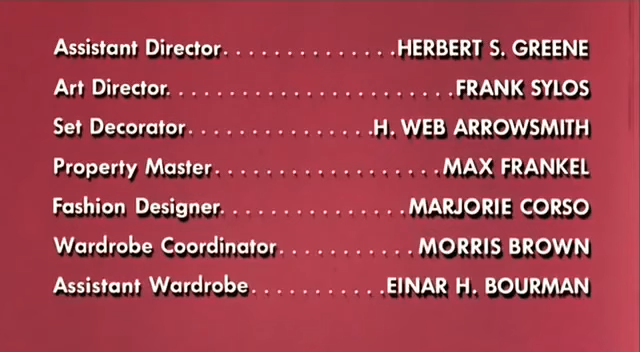 Assistant Director..............HERBERT S. GREENE
Art Director.......................FRANK SYLOS
Set Decorator...............H. WEB ARROWSMITH
Property Master...................MAX FRANKEL
Fashion Designer...............MARJORIE CORSO
Wardrobe Coordinator...........MORRIS BROWN
Assistant Wardrobe...........EINAR H. BOURMAN